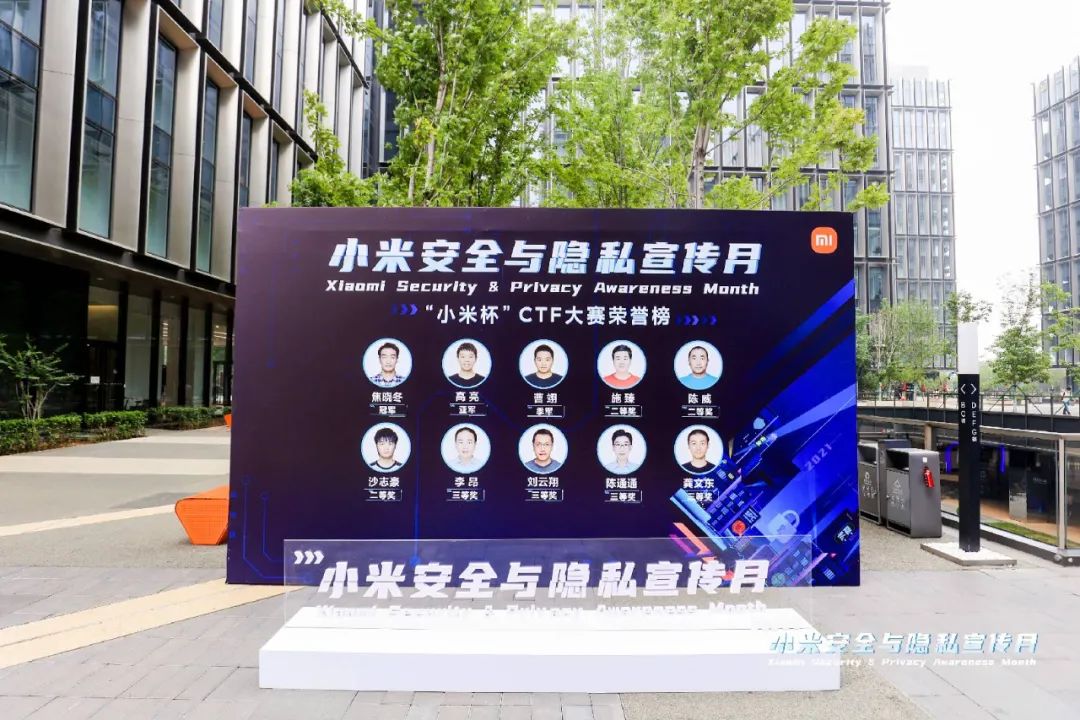 小米安全与隐私宣传月
Xiaomi Security & Privacy Awareness Month
“小米杯”CTF大赛荣誉榜
焦晓冬 高亮 曹翊 施臻 陈威
冠军 亚军 季军 二等奖 二等奖
沙志豪 李昂 刘云翔 陈通通 龚文东
二等奖 三等奖 三等奖 三等奖 三等奖
2021
小米安全与隐私宣传月
Xiaomi Security & Privacy Awareness Month
小米安全与隐私宣传月
Xiaomi Security & Privacy Awareness Month